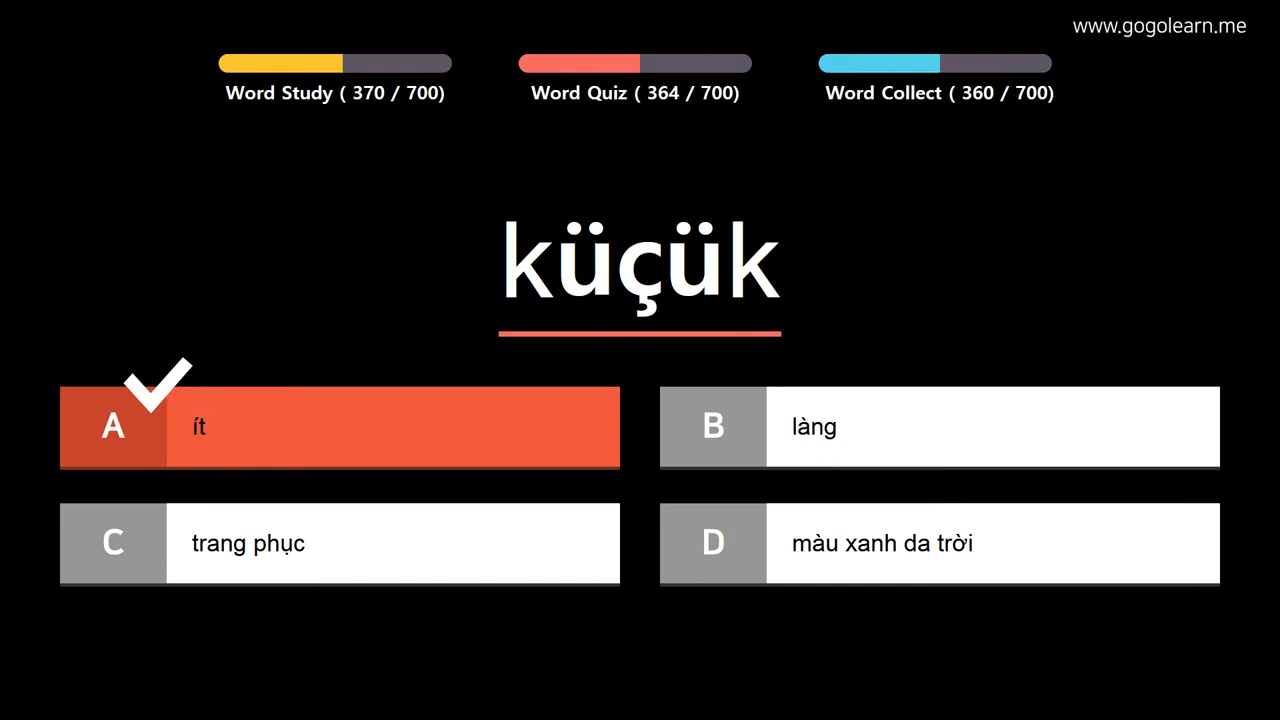 www.gogolearn.me
Word Study ( 370 / 700)
Word Quiz ( 364 / 700)
Word Collect ( 360 / 700)
küçük
A
ít
B
làng
C
trang phục
D
màu xanh da trời